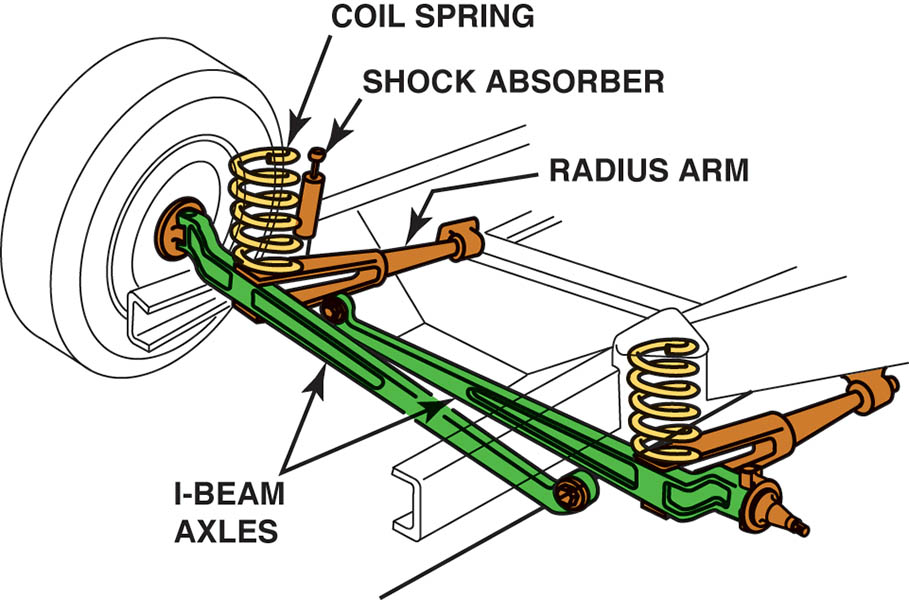 COIL SPRING
SHOCK ABSORBER
RADIUS ARM
I-BEAM
AXLES